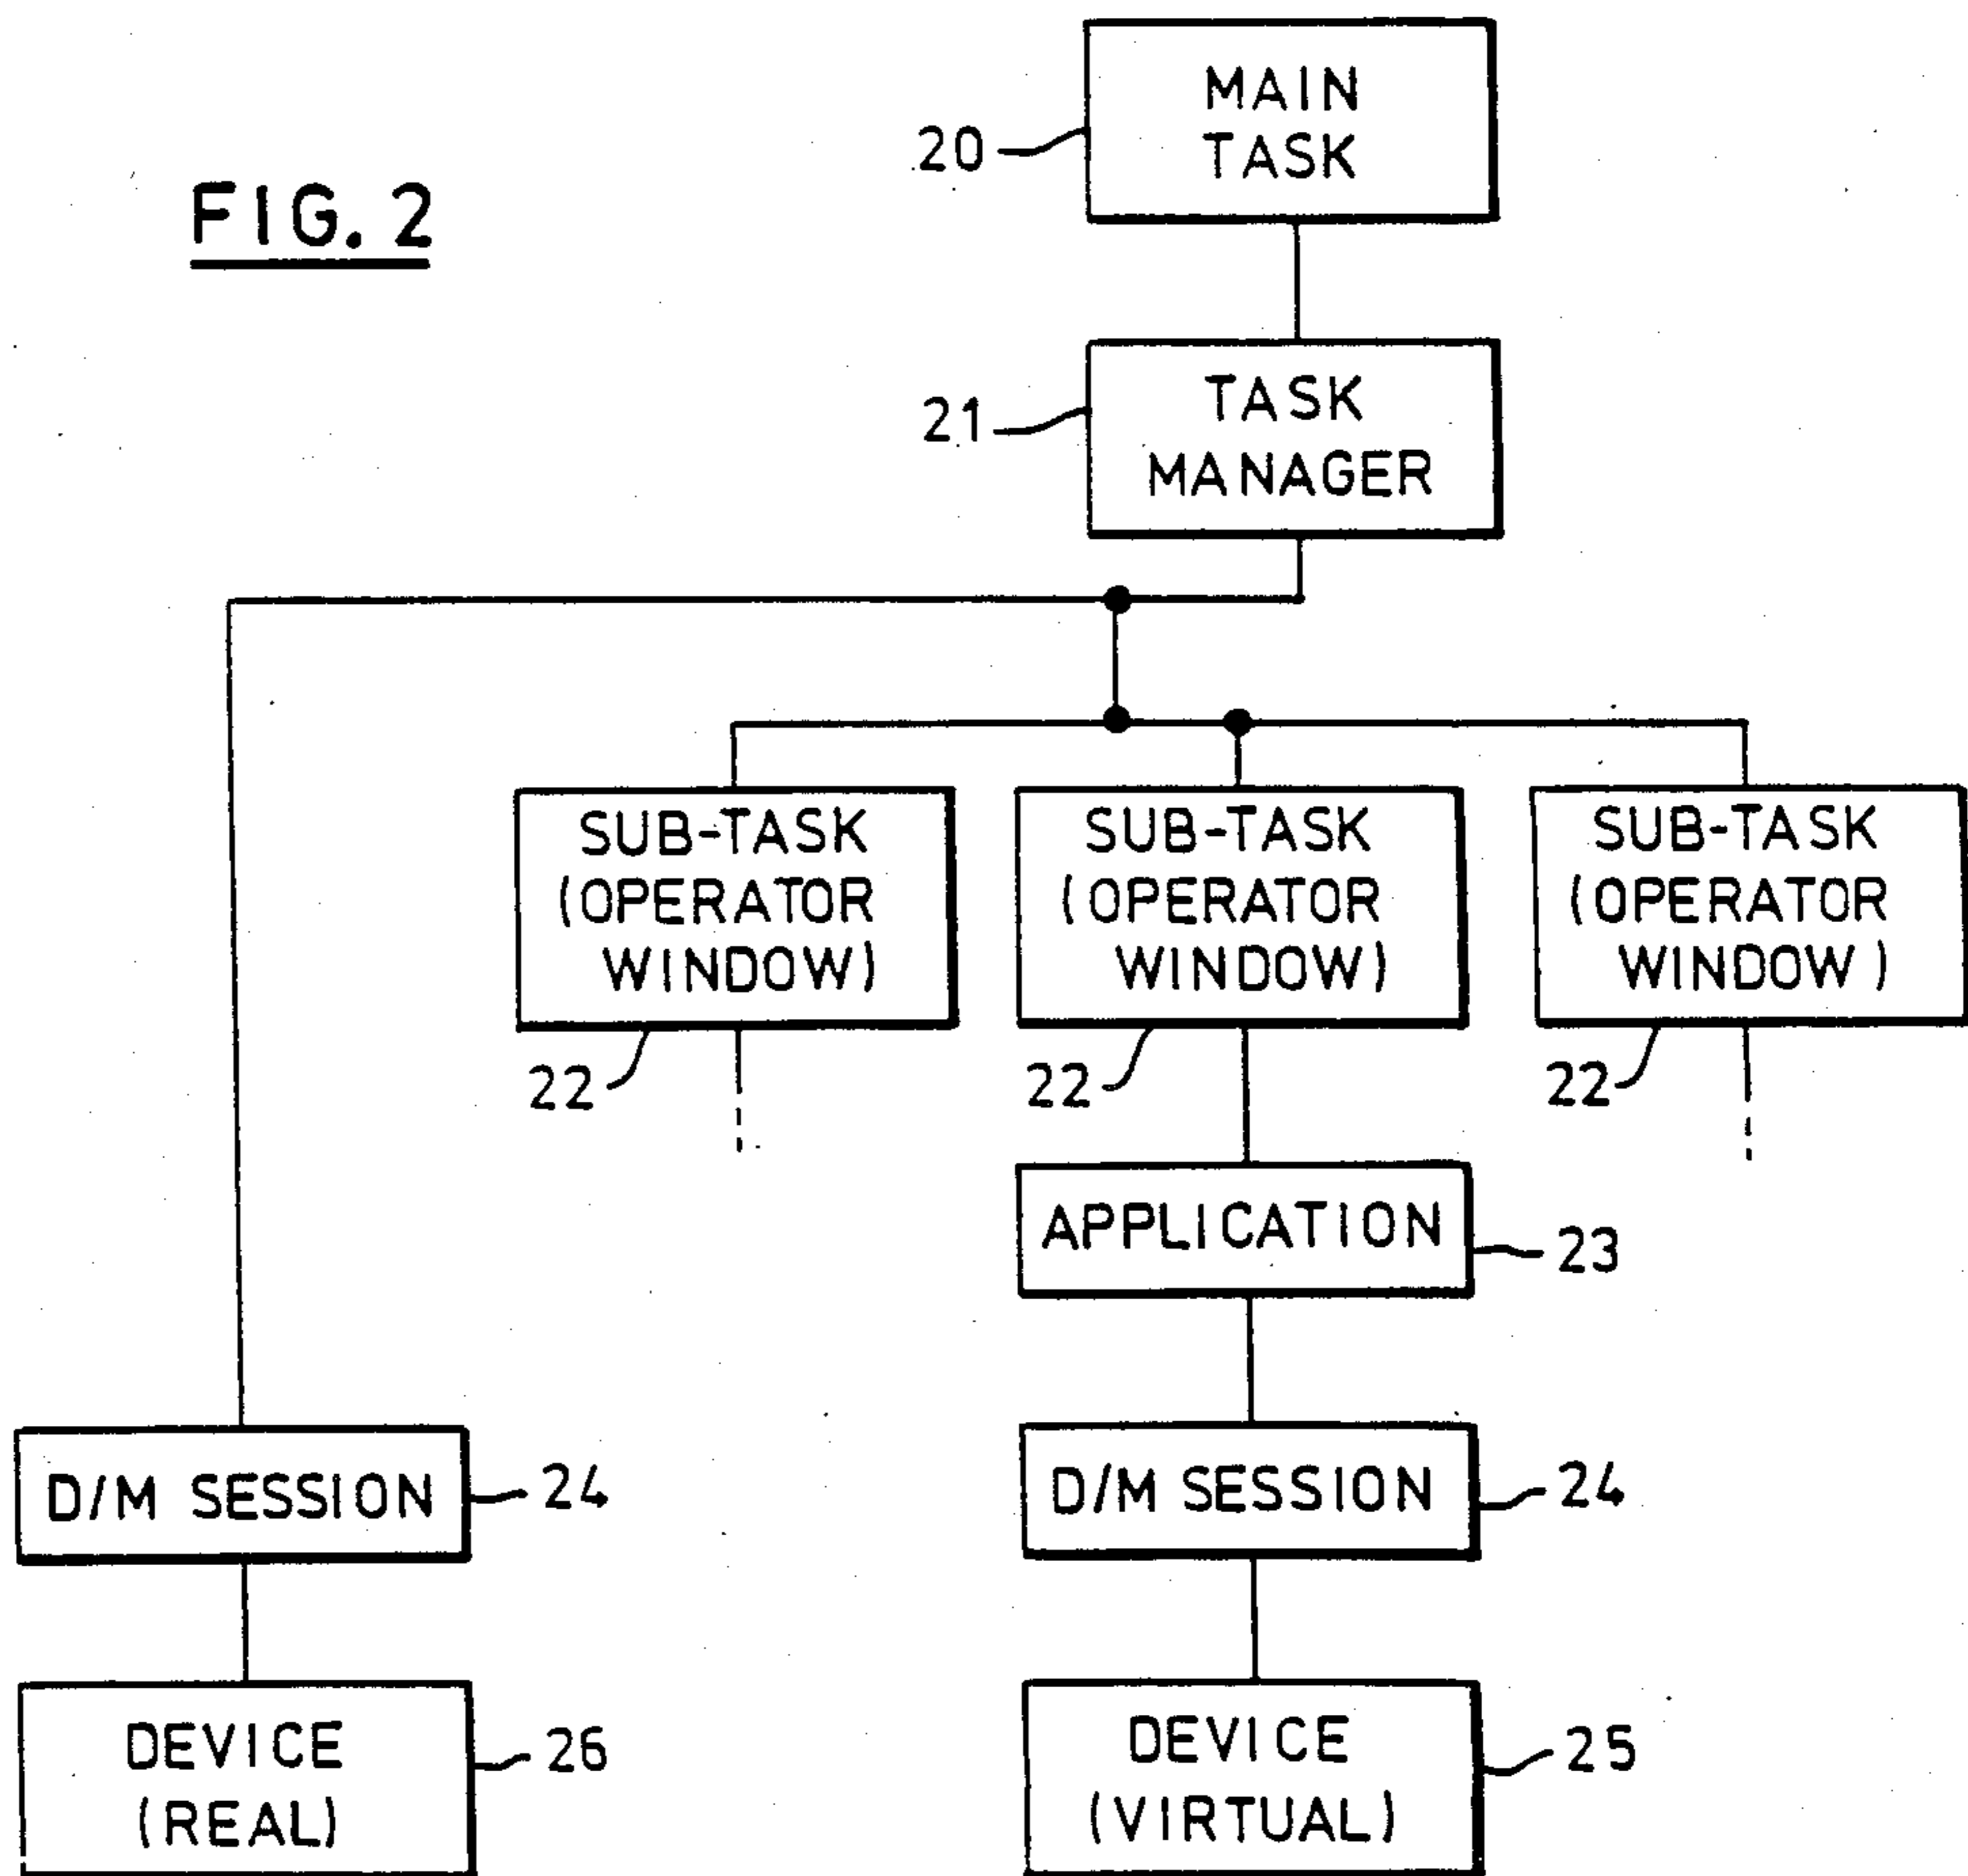 FIG. 2
MAIN
TASK
20
TASK
MANAGER
21
SUB-TASK
(OPERATOR
WINDOW)
22
SUB-TASK
(OPERATOR
WINDOW)
22
SUB-TASK
(OPERATOR
WINDOW)
22
APPLICATION
23
D/M SESSION
24
D/M SESSION
24
DEVICE
(REAL)
26
DEVICE
(VIRTUAL)
25